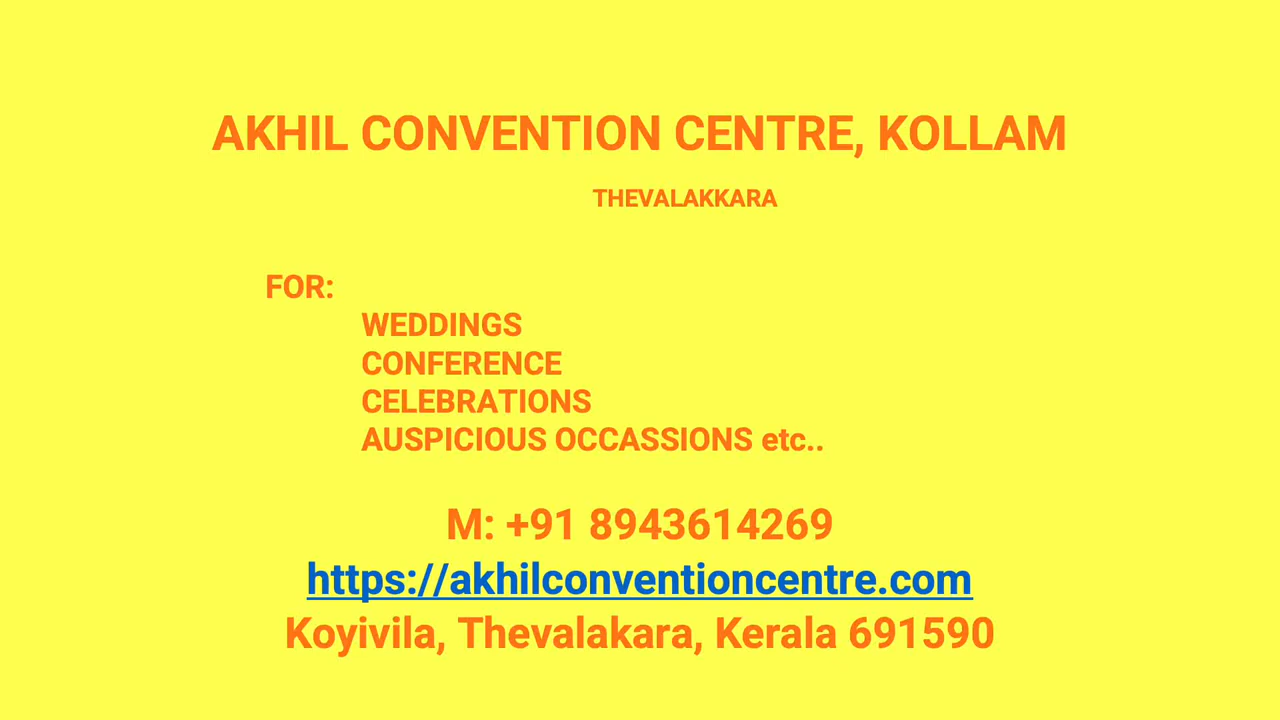 AKHIL CONVENTION CENTRE, KOLLAM
THEVALAKKARA
FOR:
WEDDINGS
CONFERENCE
CELEBRATIONS
AUSPICIOUS OCCASSIONS etc..
M: +91 8943614269
https://akhilconventioncentre.com
Koyivila, Thevalakara, Kerala 691590